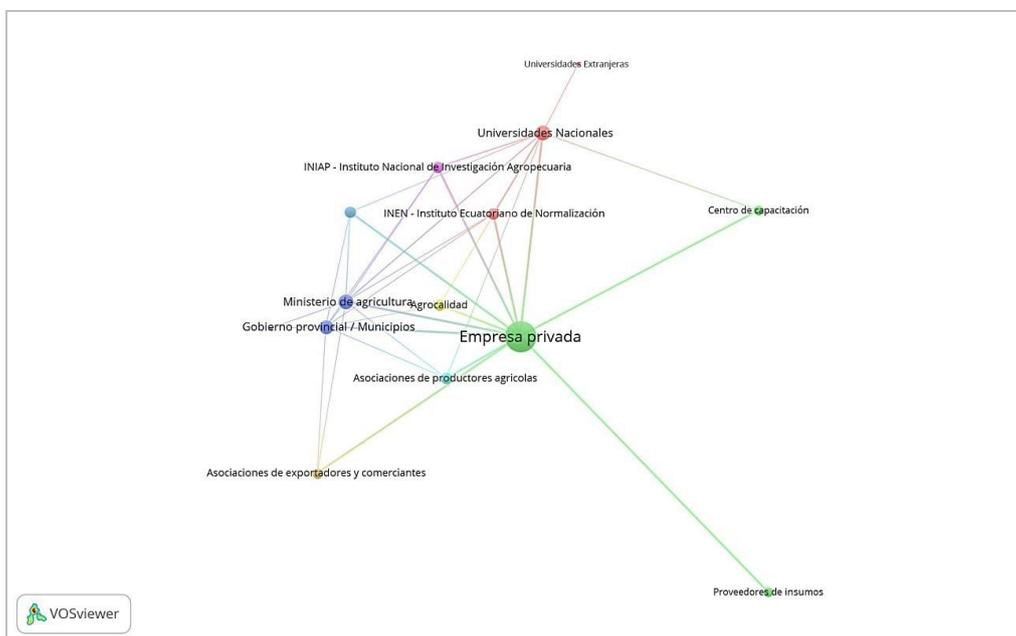 Universidades Extranjeras
Universidades Nacionales
INIAP - Instituto Nacional de Investigación Agropecuaria
Centro de capacitación
INEN - Instituto Ecuatoriano de Normalización
Ministerio de agricultura
Agrocalidad
Gobierno provincial / Municipios
Empresa privada
Asociaciones de productores agricolas
Asociaciones de exportadores y comerciantes
Proveedores de insumos
VOSviewer